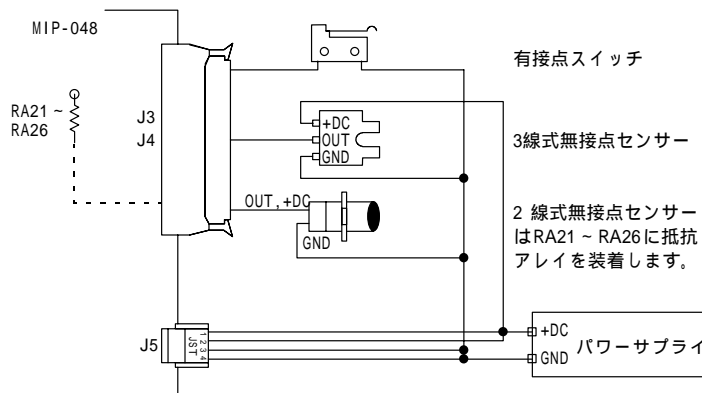 MIP-048
有接点スイッチ
RA21 ~
RA26
J3
J4
+DC
OUT
GND
3線式無接点センサー
OUT,+DC
GND
2 線式無接点センサー
はRA21 ~ RA26に抵抗
アレイを装着します。
J5
JST
1
2
3
4
+DC
GND
パワーサプライ